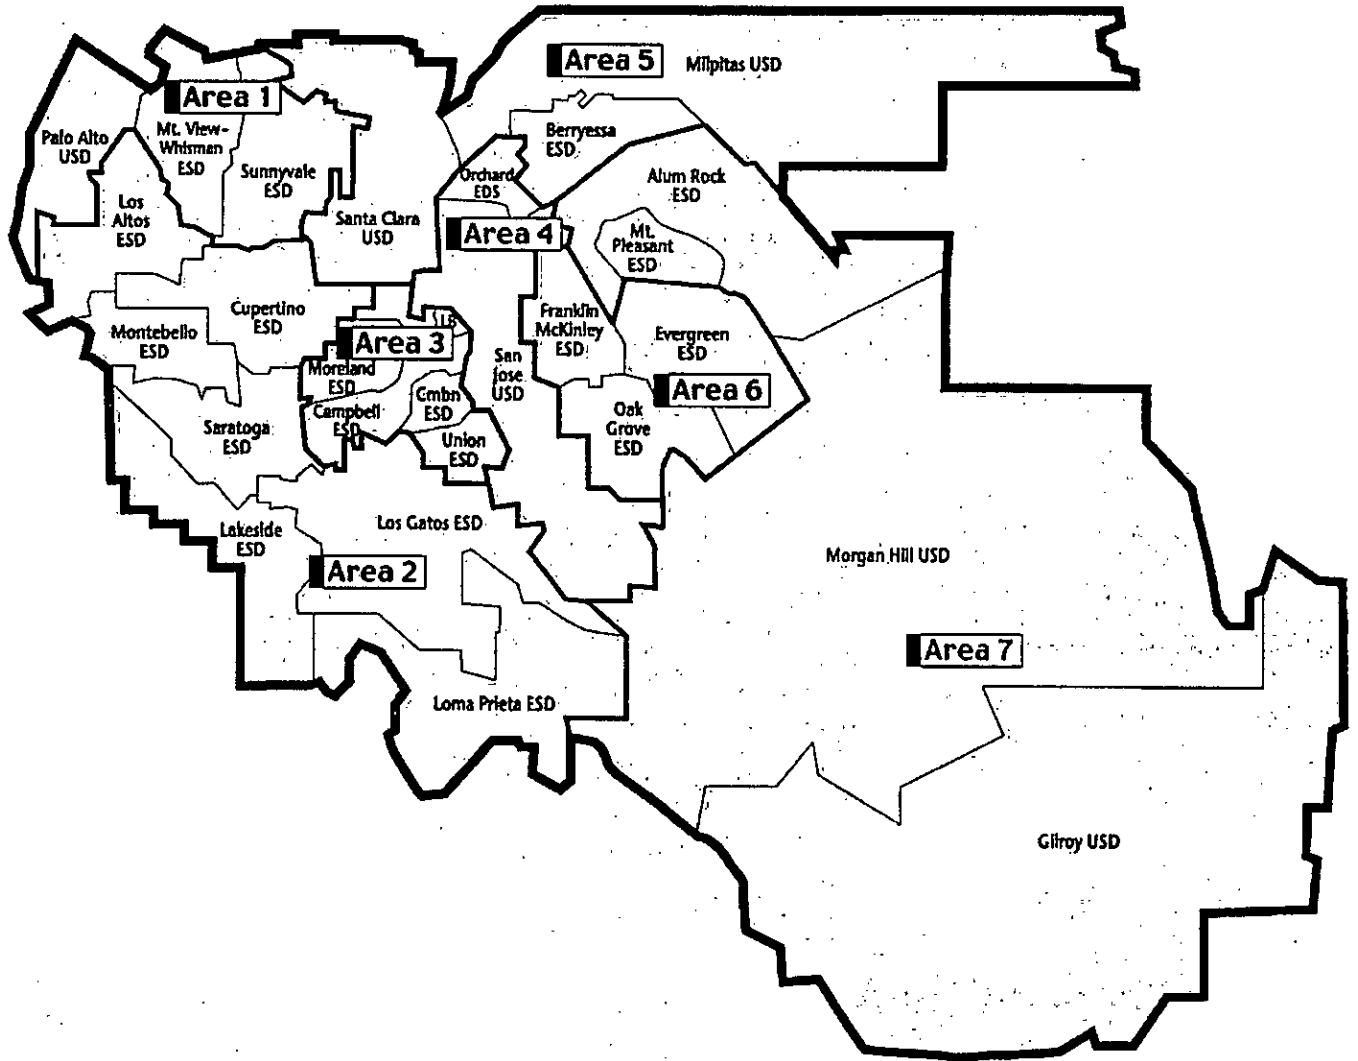 Area 5
Milpitas USD
Area 1
Palo Alto
USD
Mt. View-
Whisman
ESD
Berryessa
ESD
Sunnyvale
ESD
Orchard
EDS
Alum Rock
ESD
Los
Altos
ESD
Santa Clara
USD
Area 4
Mt.
Pleasant
ESD
Cupertino
ESD
Montebello
ESD
LB
Area 3
Franklin
McKinley
ESD
Evergreen
ESD
Moreland
ESD
San
Jose
USD
Area 6
Cmbn
ESD
Campbell
ESD
Oak
Grove
ESD
Saratoga
ESD
Union
ESD
Lakeside
ESD
Los Gatos ESD
Area 2
Morgan Hill USD
Area 7
Loma Prieta ESD
Gilroy USD